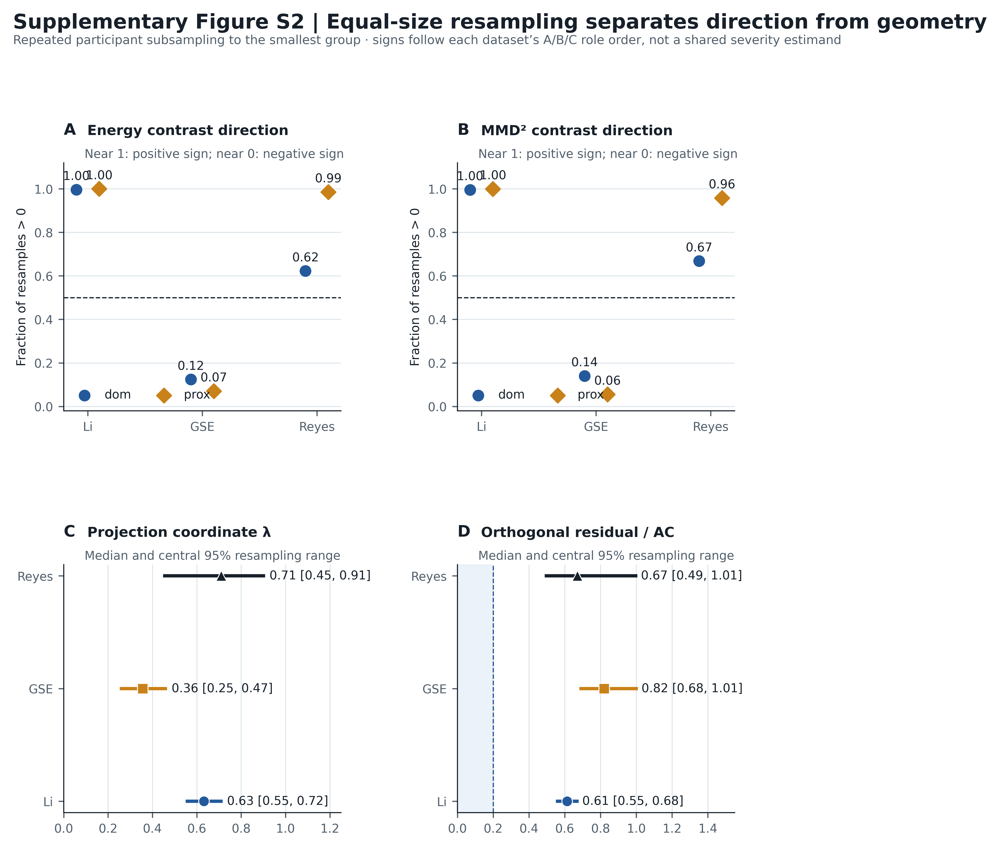 Supplementary Figure S2 | Equal-size resampling separates direction from geometry
Repeated participant subsampling to the smallest group · signs follow each dataset’s A/B/C role order, not a shared severity estimand
A Energy contrast direction
Near 1: positive sign; near 0: negative sign
Fraction of resamples > 0
1.0
0.8
0.6
0.4
0.2
0.0
1.00
1.00
0.99
0.62
0.12
0.07
dom
prox
Li
GSE
Reyes
B MMD² contrast direction
Near 1: positive sign; near 0: negative sign
Fraction of resamples > 0
1.0
0.8
0.6
0.4
0.2
0.0
1.00
1.00
0.96
0.67
0.14
0.06
dom
prox
Li
GSE
Reyes
C Projection coordinate λ
Median and central 95% resampling range
Reyes
0.71 [0.45, 0.91]
GSE
0.36 [0.25, 0.47]
Li
0.63 [0.55, 0.72]
0.0 0.2 0.4 0.6 0.8 1.0 1.2
D Orthogonal residual / AC
Median and central 95% resampling range
Reyes
0.67 [0.49, 1.01]
GSE
0.82 [0.68, 1.01]
Li
0.61 [0.55, 0.68]
0.0 0.2 0.4 0.6 0.8 1.0 1.2 1.4